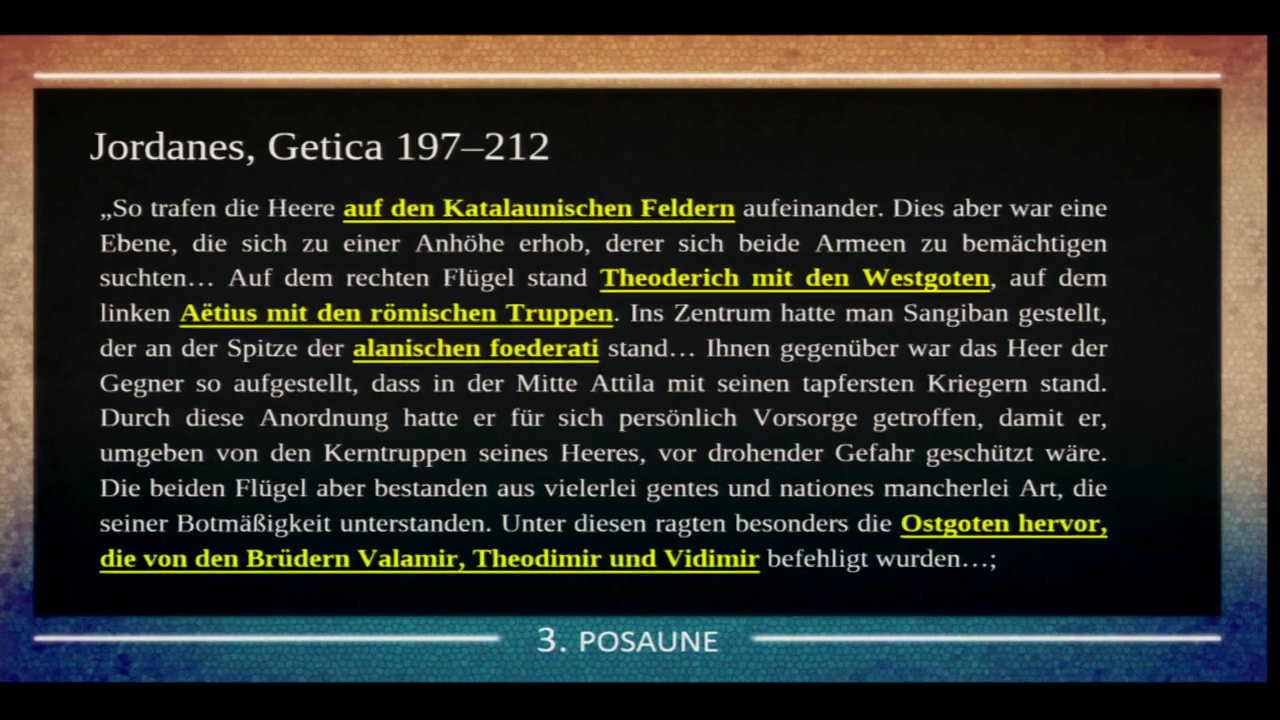 Jordanes, Getica 197–212
„So trafen die Heere auf den Katalaunischen Feldern aufeinander. Dies aber war eine
Ebene, die sich zu einer Anhöhe erhob, derer sich beide Armeen zu bemächtigen
suchten… Auf dem rechten Flügel stand Theoderich mit den Westgoten, auf dem
linken Aëtius mit den römischen Truppen. Ins Zentrum hatte man Sangiban gestellt,
der an der Spitze der alanischen foederati stand… Ihnen gegenüber war das Heer der
Gegner so aufgestellt, dass in der Mitte Attila mit seinen tapfersten Kriegern stand.
Durch diese Anordnung hatte er für sich persönlich Vorsorge getroffen, damit er,
umgeben von den Kerntruppen seines Heeres, vor drohender Gefahr geschützt wäre.
Die beiden Flügel aber bestanden aus vielerlei gentes und nationes mancherlei Art, die
seiner Botmäßigkeit unterstanden. Unter diesen ragten besonders die Ostgoten hervor,
die von den Brüdern Valamir, Theodimir und Vidimir befehligt wurden…;
3. POSAUNE